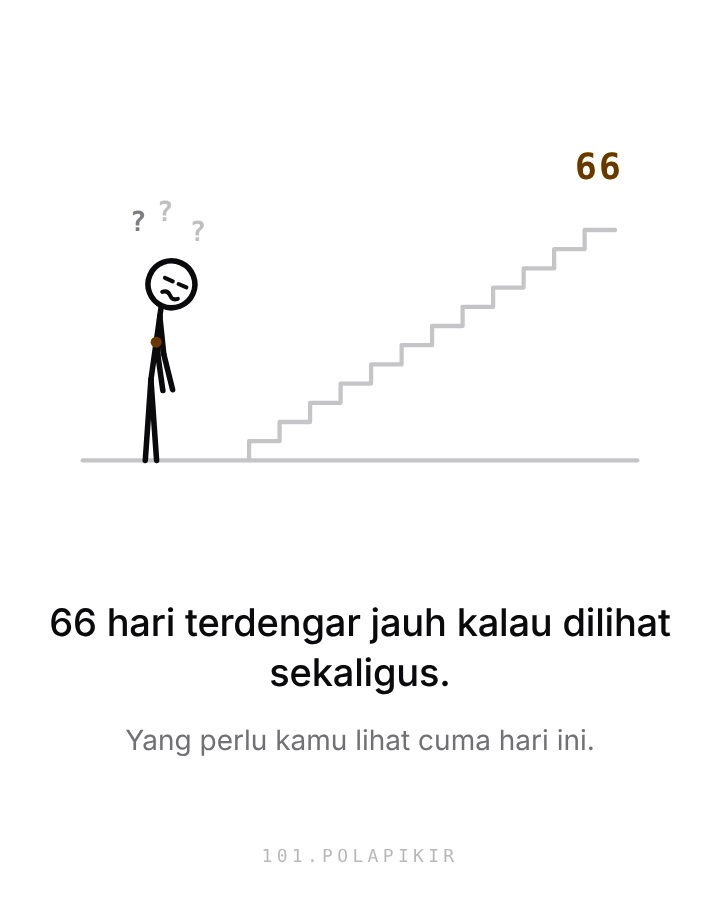 66
? ? ?
66 hari terdengar jauh kalau dilihat
sekaligus.
Yang perlu kamu lihat cuma hari ini.
101.POLAPIKIR